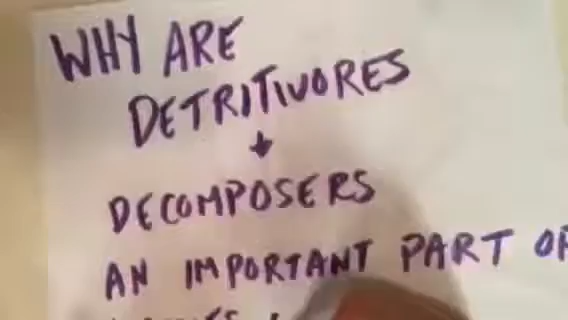 WHY ARE
DETRITIVORES
+
DECOMPOSERS
AN IMPORTANT PART OF